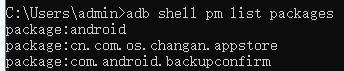 C:\Users\admin>adb shell pm list packages
package:android
package:cn.com.os.changan.appstore
package:com.android.backupconfirm